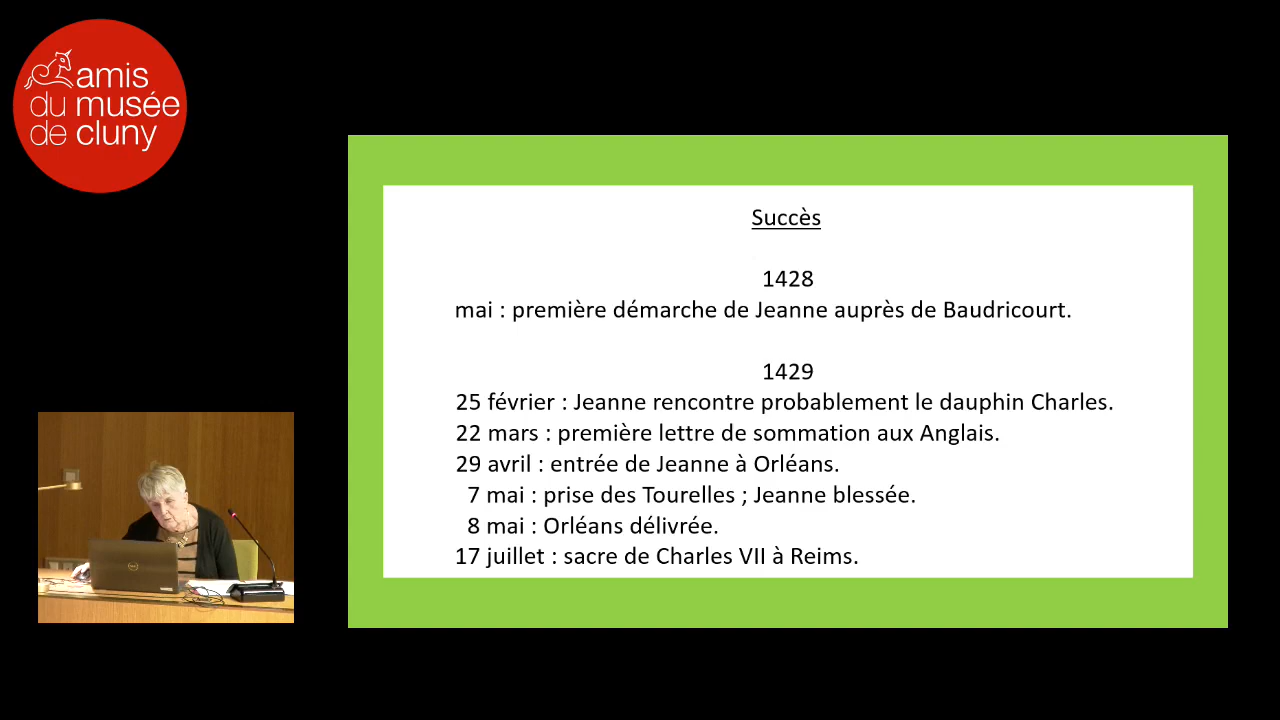 amis
du musée
de cluny
Succès
1428
mai : première démarche de Jeanne auprès de Baudricourt.
1429
25 février : Jeanne rencontre probablement le dauphin Charles.
22 mars : première lettre de sommation aux Anglais.
29 avril : entrée de Jeanne à Orléans.
7 mai : prise des Tourelles ; Jeanne blessée.
8 mai : Orléans délivrée.
17 juillet : sacre de Charles VII à Reims.